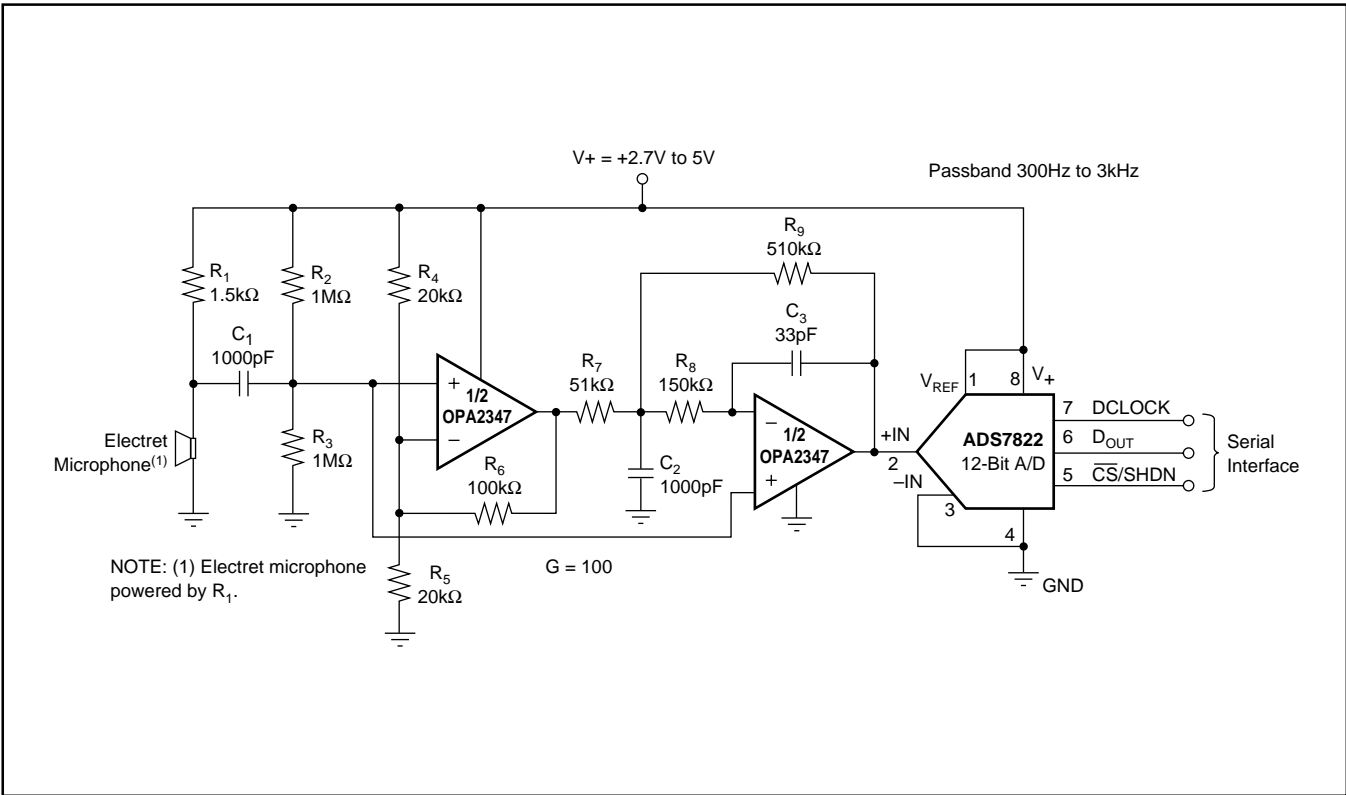 V+ = +2.7V to 5V
Passband 300Hz to 3kHz
R9
510kΩ
R1
1.5kΩ
R2
1MΩ
R4
20kΩ
C3
33pF
C1
1000pF
R7
51kΩ
R8
150kΩ
VREF
1
8
V+
+
1/2
OPA2347
−
−
1/2
OPA2347
+
7
DCLOCK
ADS7822
12-Bit A/D
6
DOUT
5
CS/SHDN
Serial
Interface
+IN
2
−IN
3
4
GND
Electret
Microphone(1)
R3
1MΩ
R6
100kΩ
C2
1000pF
NOTE: (1) Electret microphone
powered by R1.
R5
20kΩ
G = 100